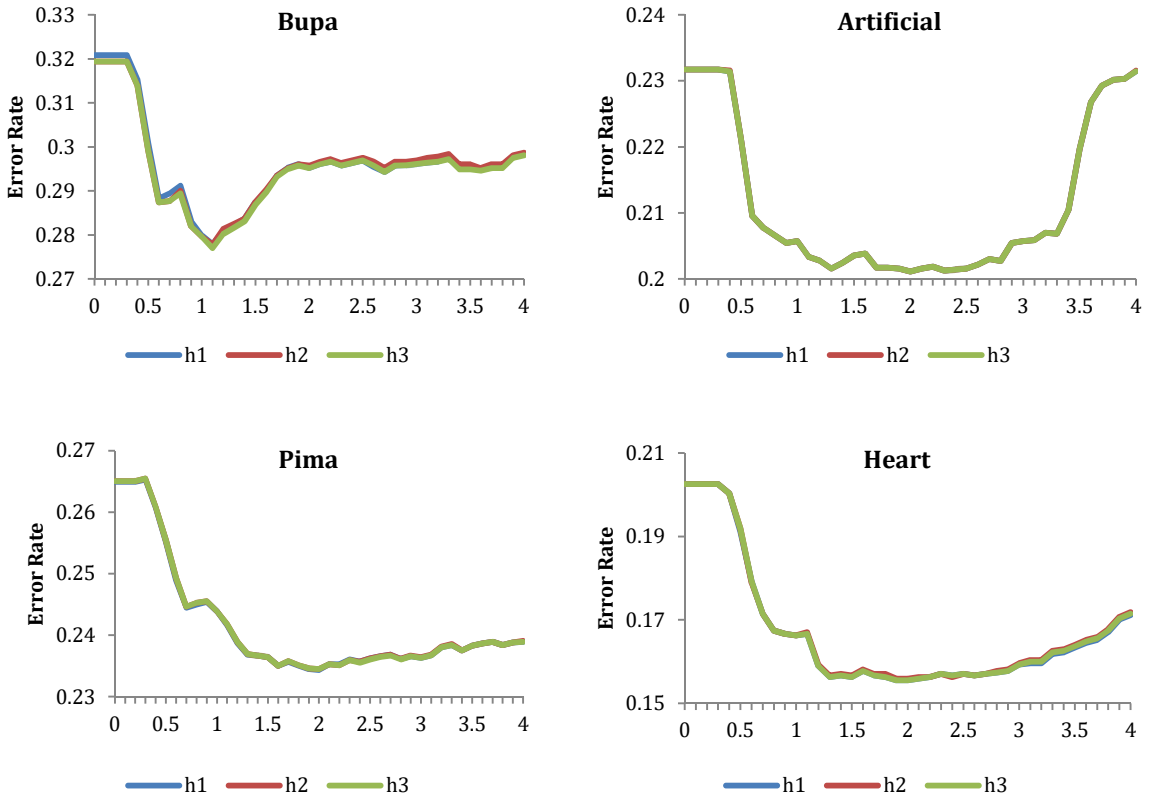 Bupa
Error Rate
0.33
0.32
0.31
0.3
0.29
0.28
0.27
0 0.5 1 1.5 2 2.5 3 3.5 4
h1 h2 h3
Artificial
Error Rate
0.24
0.23
0.22
0.21
0.2
0 0.5 1 1.5 2 2.5 3 3.5 4
h1 h2 h3
Pima
Error Rate
0.27
0.26
0.25
0.24
0.23
0 0.5 1 1.5 2 2.5 3 3.5 4
h1 h2 h3
Heart
Error Rate
0.21
0.19
0.17
0.15
0 0.5 1 1.5 2 2.5 3 3.5 4
h1 h2 h3